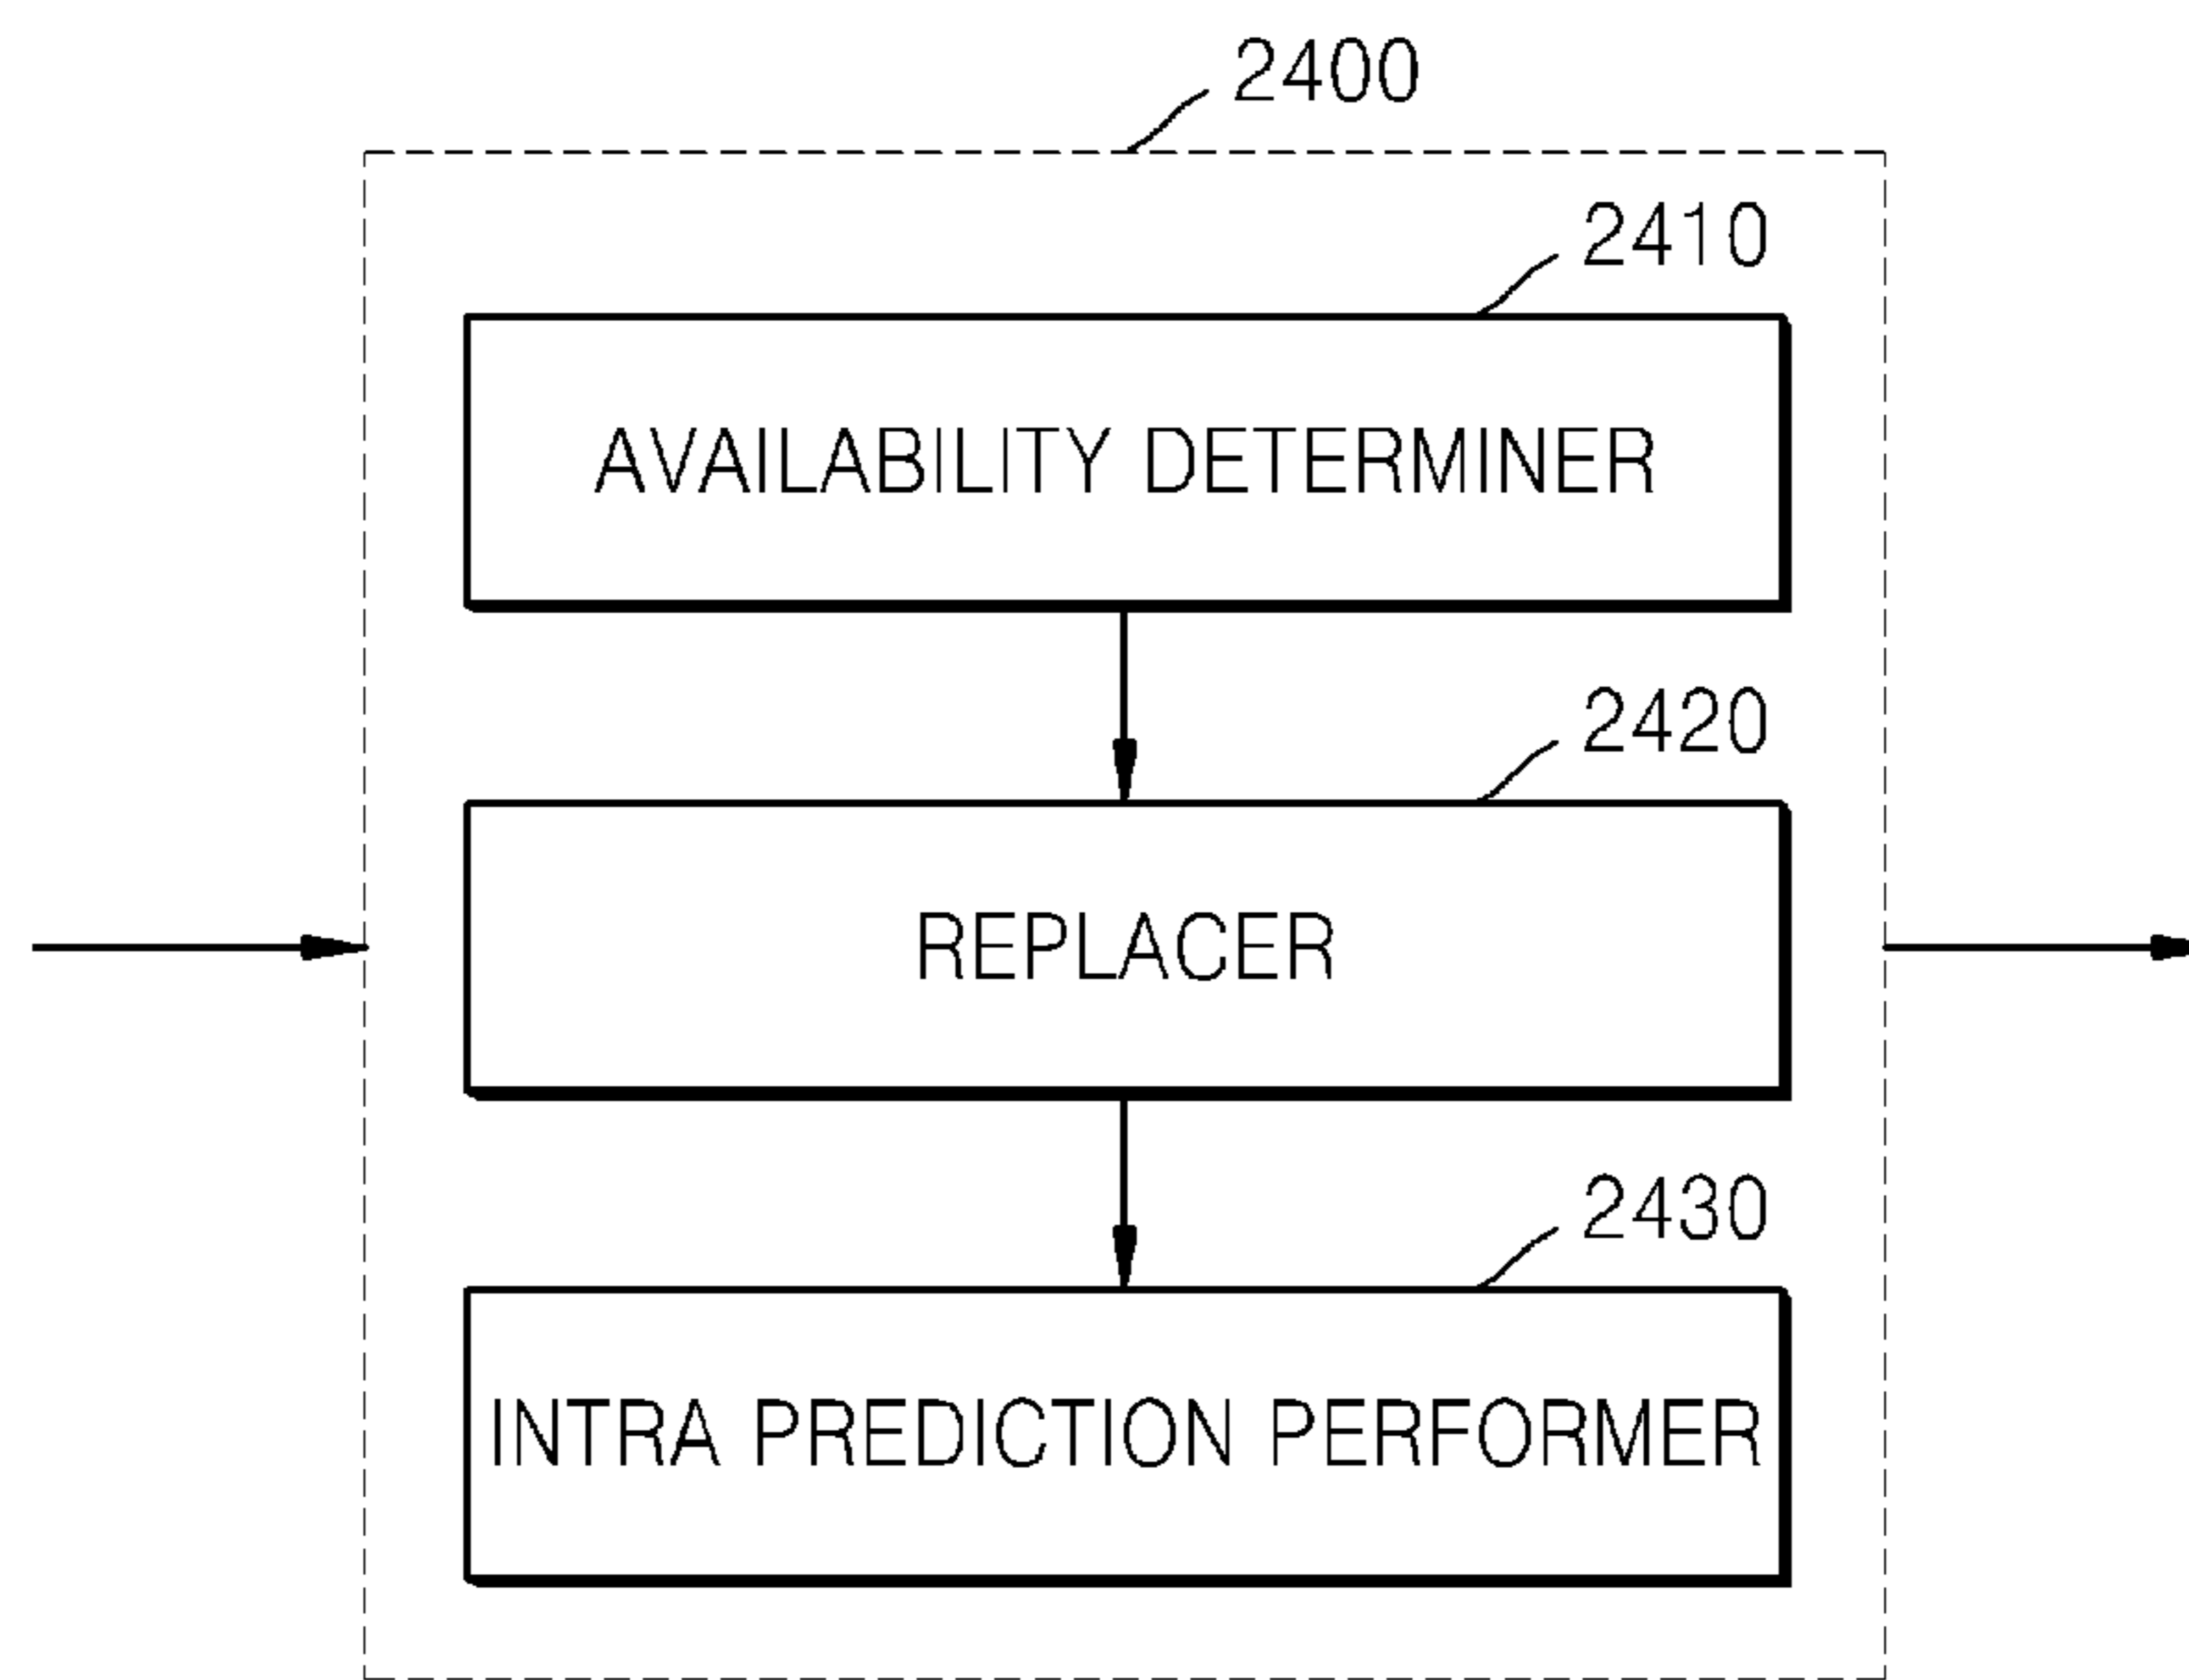 2400
2410
AVAILABILITY DETERMINER
2420
REPLACER
2430
INTRA PREDICTION PERFORMER